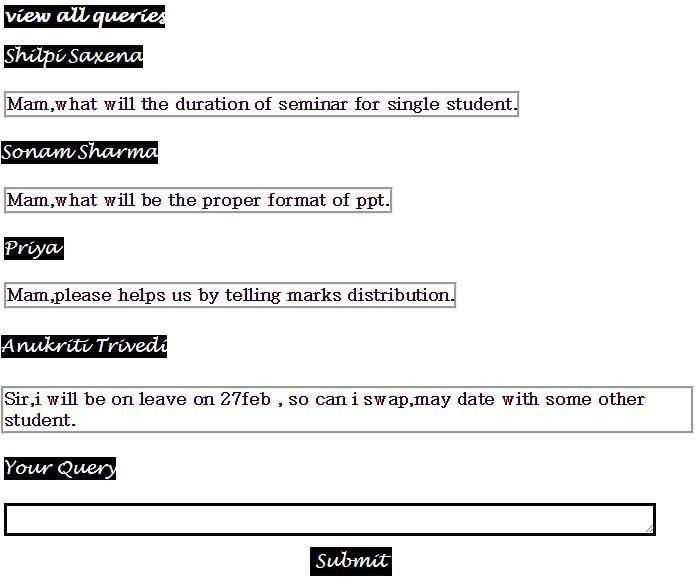 view all queries
Shilpi Saxena
Mam,what will the duration of seminar for single student.
Sonam Sharma
Mam,what will be the proper format of ppt.
Priya
Mam,please helps us by telling marks distribution.
Anukriti Trivedi
Sir,i will be on leave on 27feb , so can i swap,may date with some other
student.
Your Query
Submit